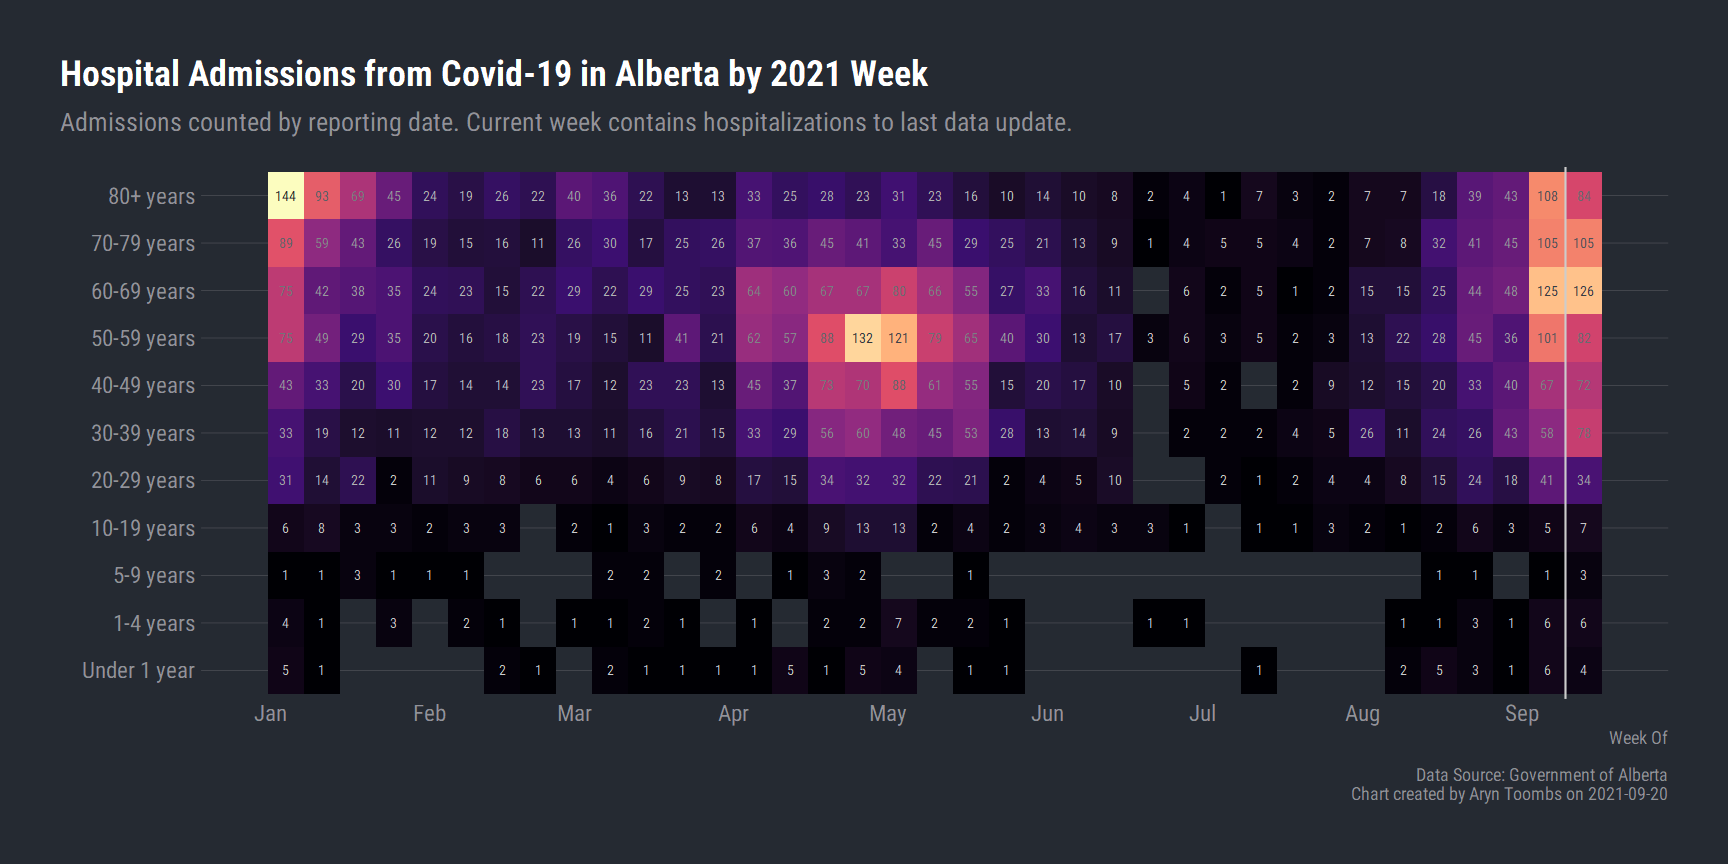 Hospital Admissions from Covid-19 in Alberta by 2021 Week
Admissions counted by reporting date. Current week contains hospitalizations to last data update.
80+ years 144 93 69 45 24 19 26 22 40 36 22 13 13 33 25 28 23 31 23 16 10 14 10 8 2 4 1 7 3 2 7 7 18 39 43 108 84
70-79 years 89 59 43 26 19 15 16 11 26 30 17 25 26 37 36 45 41 33 45 29 25 21 13 9 1 4 5 5 4 2 7 8 32 41 45 105 105
60-69 years 75 42 38 35 24 23 15 22 29 22 29 25 23 64 60 67 67 66 55 27 33 16 11 6 2 5 1 2 15 15 25 44 48 125 126
50-59 years 75 49 29 35 20 16 18 23 19 15 11 41 21 62 57 88 132 121 79 65 40 30 13 17 3 6 3 5 2 3 13 22 28 45 36 101 82
40-49 years 43 33 20 30 17 14 14 23 17 12 23 23 13 45 37 73 70 88 61 55 15 20 17 10 5 2 2 9 12 15 20 33 40 67 72
30-39 years 33 19 12 11 12 12 18 13 13 11 16 21 15 33 29 56 60 48 45 53 28 13 14 9 2 2 2 4 5 26 11 24 26 43 58 78
20-29 years 31 14 22 2 11 9 8 6 6 4 6 9 8 17 15 34 32 32 22 21 2 4 5 10 2 1 2 4 4 8 15 24 18 41 34
10-19 years 6 8 3 3 2 3 3 2 1 3 2 2 6 4 9 13 13 2 4 2 3 4 3 3 1 1 1 3 2 1 2 6 3 5 7
5-9 years 1 1 3 1 1 1 2 2 2 1 3 2 1 1 1 1 3
1-4 years 4 1 3 2 1 1 1 2 1 1 2 2 7 2 2 1 1 1 1 1 3 1 6 6
Under 1 year 5 1 2 1 2 1 1 1 1 5 1 5 4 1 1 1 2 5 3 1 6 4
Jan Feb Mar Apr May Jun Jul Aug Sep
Week Of
Data Source: Government of Alberta
Chart created by Aryn Toombs on 2021-09-20